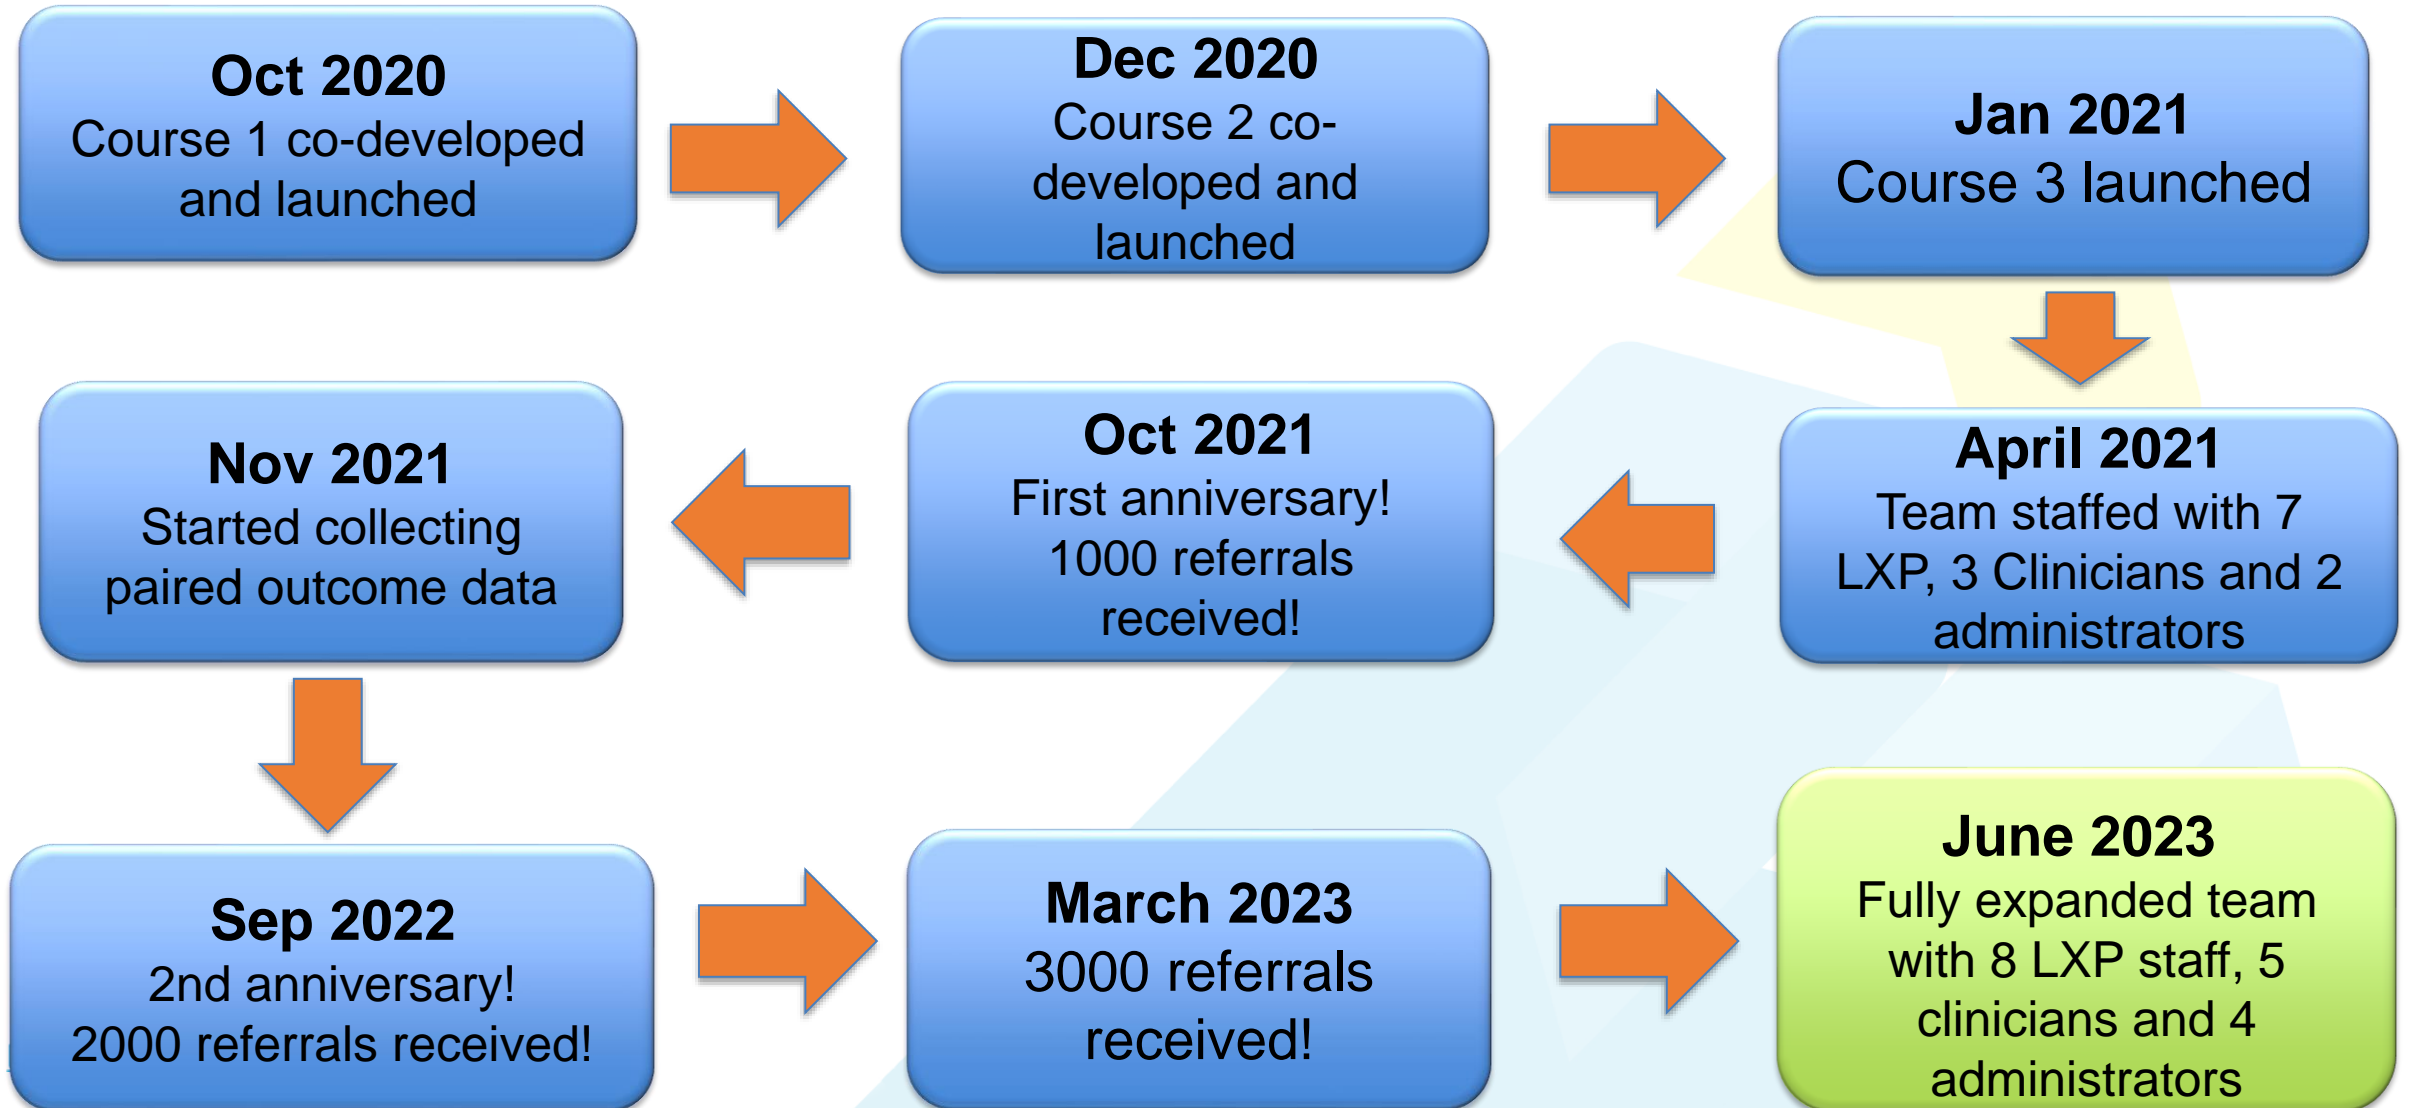 Oct 2020
Course 1 co-developed
and launched
Dec 2020
Course 2 co-
developed and
launched
Jan 2021
Course 3 launched
April 2021
Team staffed with 7
LXP, 3 Clinicians and 2
administrators
Oct 2021
First anniversary!
1000 referrals
received!
Nov 2021
Started collecting
paired outcome data
Sep 2022
2nd anniversary!
2000 referrals received!
March 2023
3000 referrals
received!
June 2023
Fully expanded team
with 8 LXP staff, 5
clinicians and 4
administrators